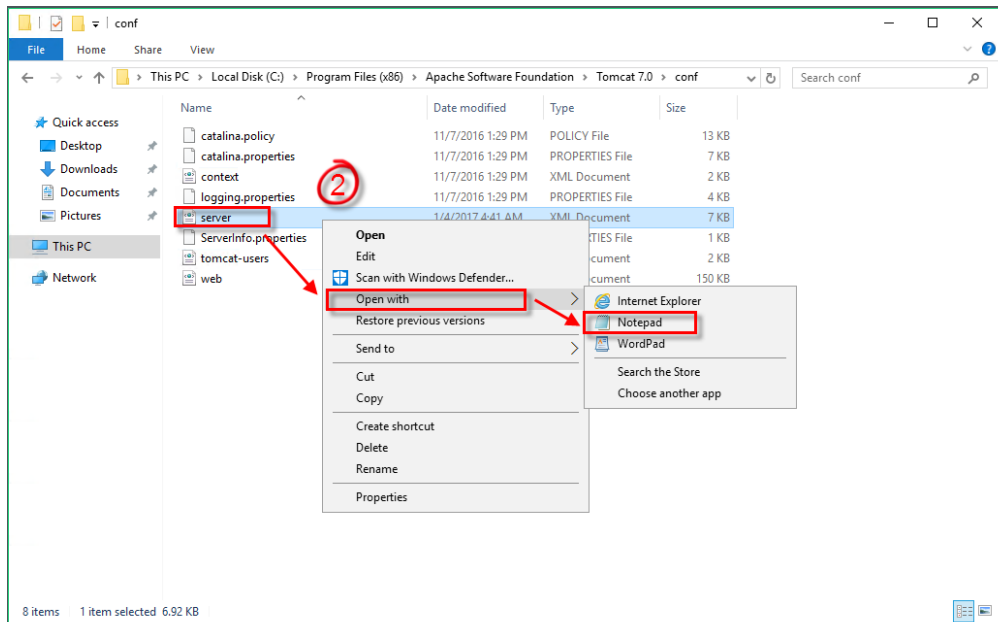 conf
File Home Share View
This PC > Local Disk (C:) > Program Files (x86) > Apache Software Foundation > Tomcat 7.0 > conf
Search conf
Name Date modified Type Size
Quick access
Desktop
Downloads
Documents
Pictures
This PC
Network
catalina.policy 11/7/2016 1:29 PM POLICY File 13 KB
catalina.properties 11/7/2016 1:29 PM PROPERTIES File 7 KB
context 11/7/2016 1:29 PM XML Document 2 KB
logging.properties 11/7/2016 1:29 PM PROPERTIES File 4 KB
server 1/4/2017 4:41 AM XML Document 7 KB
ServerInfo.properties TIES File 1 KB
tomcat-users cument 2 KB
web cument 150 KB
2
Open
Edit
Scan with Windows Defender...
Open with
Restore previous versions
Send to
Cut
Copy
Create shortcut
Delete
Rename
Properties
Internet Explorer
Notepad
WordPad
Search the Store
Choose another app
8 items 1 item selected 6.92 KB